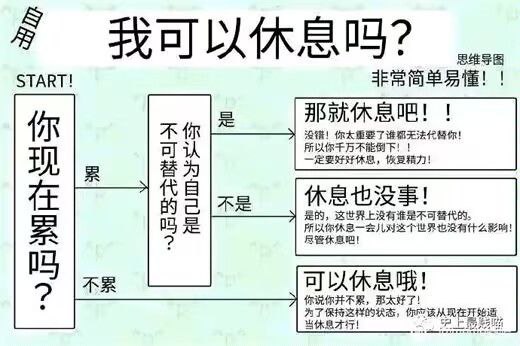 自用
我可以休息吗?
思维导图
非常简单易懂!!
START!
你现在累吗?
累
不累
你认为自己是
不可替代的吗?
是
不是
那就休息吧!!
没错!你太重要了谁都无法代替你!
所以你千万不能倒下!!
一定要好好休息,恢复精力!
休息也没事!
是的,这世界上没有谁是不可替代的。
所以你休息一会儿对这个世界也没有什么影响!
尽管休息吧!
可以休息哦!
你说你并不累,那太好了!
为了保持这样的状态,你应该从现在开始适
当休息才行!
史上最贱喵